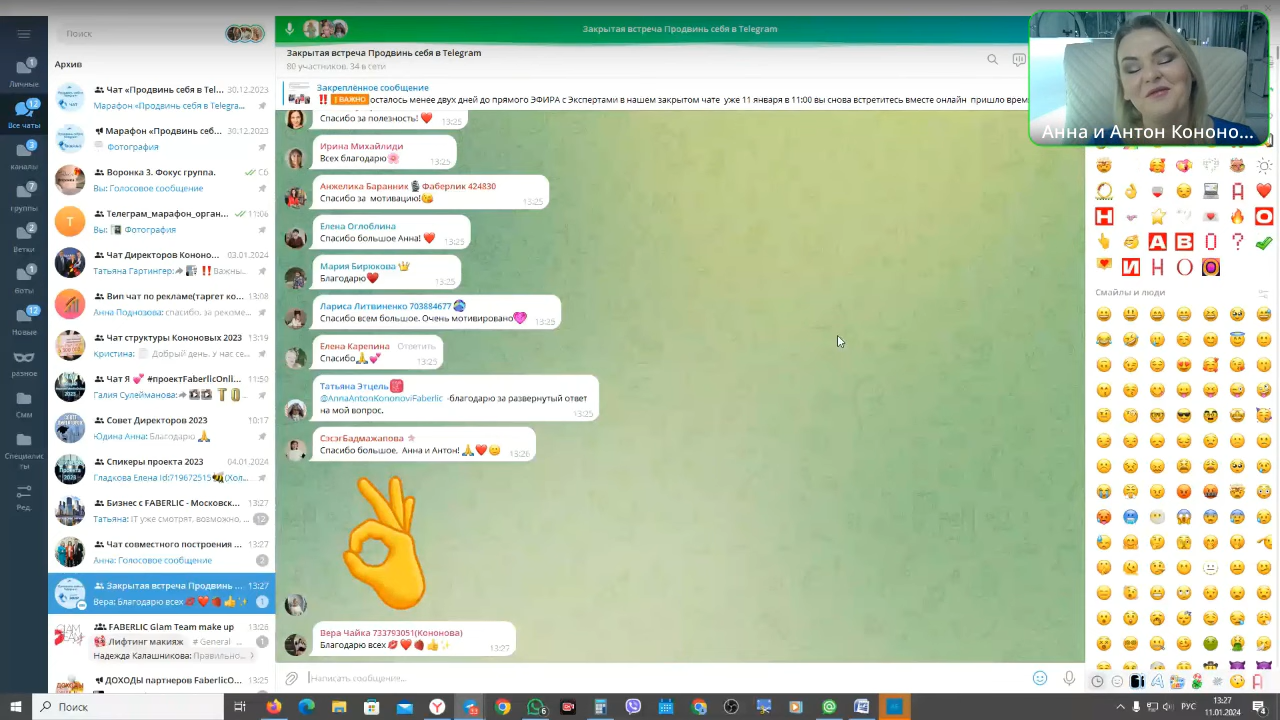 Поиск
Архив
Личные
Все чаты
каналы
группы
Ветки
боты
Новые
разное
Смм
Специалис
ты
Ред.
Чат «Продвинь себя в Tel... 30.12.2023
Марафон «Продвинь себя в Telegra...
Марафон «Продвинь себ... 30.12.2023
Фотография
Воронка 3. Фокус группа. Сб
Вы: Голосовое сообщение
Телеграм_марафон_орган... 11:06
Вы: Фотография
Чат Директоров Кононо... 03.01.2024
Татьяна Гартингер: Важны...
Вип чат по рекламе(таргет ко... 13:08
Анна Поднозова: спасибо, за рекоме...
Чат структуры Кононовых 2023 13:19
Кристина: Добрый день, у нас се...
Чат Я 💕 #проектFaberlicOnli... 11:50
Галия Сулейманова:
Совет Директоров 2023 10:17
Юдина Анна: Благодарю 🙏
Спикеры проекта 2023 04.01.2024
Гладкова Елена Id:719672515🐝(Хол...
Бизнес с FABERLIC - Московск... 13:27
Татьяна: IT уже смотрят, возможно, ... 12
Чат совместного построения ... 13:27
Анна: Голосовое сообщение
Закрытая встреча Продвинь ... 13:27
Вера: Благодарю всех💋❤️🍓👍✨ 1
FABERLIC Glam Team make up 13:26
Лифтинг макияж # General ... 1
Надежда Калашникова: Правильно...
ДОХОДЫ партнеров FaberlicO... 13:25
Закрытая встреча Продвинь себя в Telegram
Закрытая встреча Продвинь себя в Telegram
80 участников, 34 в сети
Закреплённое сообщение
‼️ ВАЖНО осталось менее двух дней до прямого ЭФИРА с Экспертами в нашем закрытом чате уже 11 января в 11:00 вы снова встретитесь вместе онлайн пришло врем
Спасибо за полезность! ❤️ 13:25
Ирина Михайлиди
Всех благодарю🌸 13:25
Анжелика Баранник Фаберлик 424830
Спасибо за мотивацию!😘 13:25
Елена Оглоблина
Спасибо большое Анна! ❤️ 13:25
Мария Бирюкова 👑
Благодарю❤️ 13:25
Лариса Литвиненко 703884677
Спасибо всем большое. Очень мотивировано💖 13:25
Елена Карепина Ответить
Спасибо🙏💕 13:25
Татьяна Этцель
@AnnaAntonKononoviFaberlic -благодарю за развернутый ответ
на мой вопрос. 13:25
СэсэгБадмажапова
Спасибо большое, Анна и Антон!🙏❤️😊 13:26
Вера Чайка 733793051(Кононова)
Благодарю всех💋❤️🍓👍✨ 13:27
Написать сообщение...
Анна и Антон Кононо...
Смайлы и люди
Поиск
РУС
13:27
11.01.2024